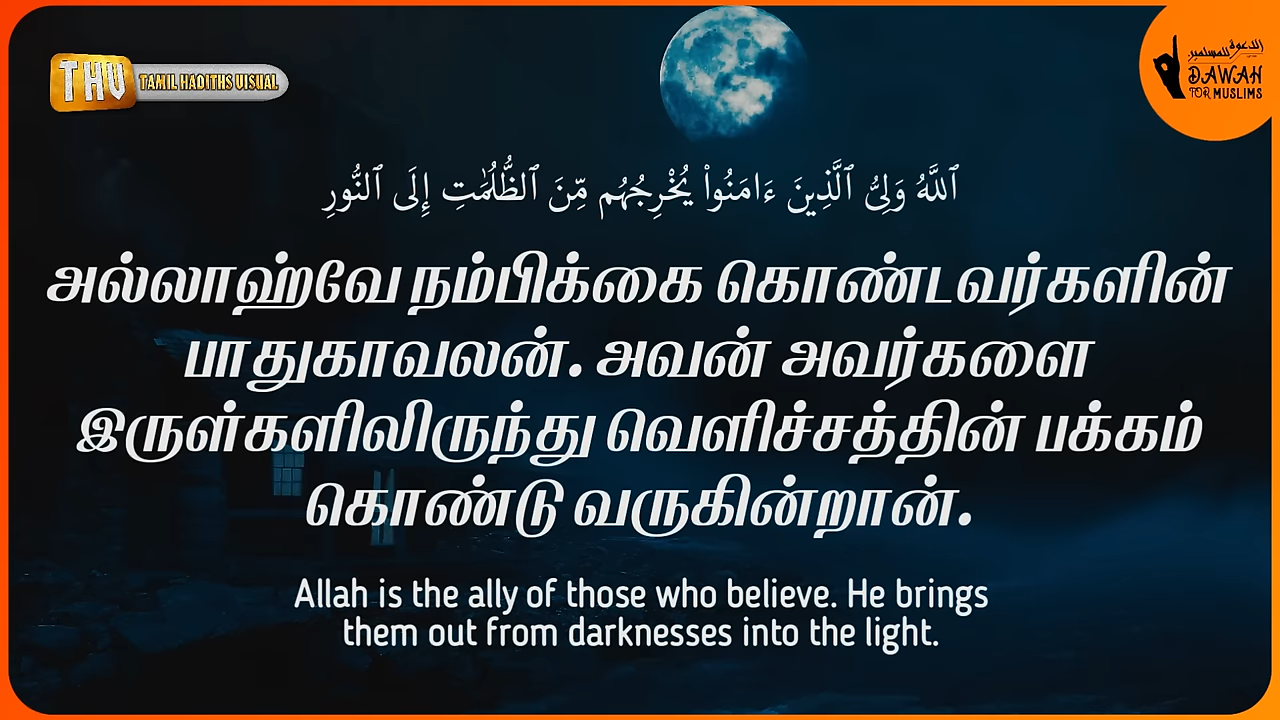 THV
TAMIL HADITHS VISUAL
الدعوة للمسلمين
DAWAH
FOR MUSLIMS
ٱللَّهُ وَلِىُّ ٱلَّذِينَ ءَامَنُوا۟ يُخْرِجُهُم مِّنَ ٱلظُّلُمَـٰتِ إِلَى ٱلنُّورِ
அல்லாஹ்வே நம்பிக்கை கொண்டவர்களின்
பாதுகாவலன். அவன் அவர்களை
இருள்களிலிருந்து வெளிச்சத்தின் பக்கம்
கொண்டு வருகின்றான்.
Allah is the ally of those who believe. He brings
them out from darknesses into the light.